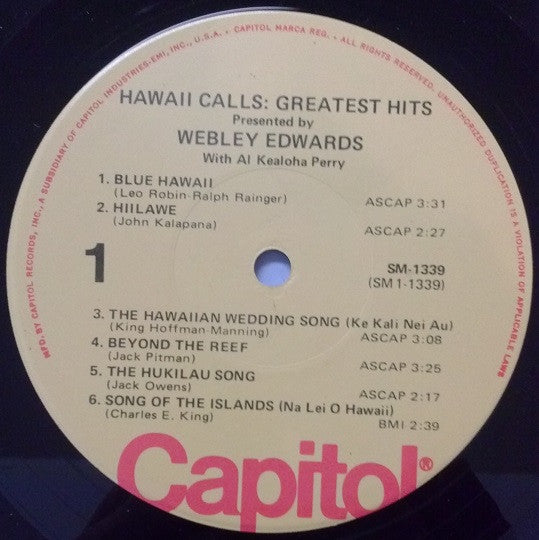 MFD. BY CAPITOL RECORDS, INC., A SUBSIDIARY OF CAPITOL INDUSTRIES-EMI, INC., U.S.A. • CAPITOL MARCA REG. • ALL RIGHTS RESERVED. UNAUTHORIZED DUPLICATION IS A VIOLATION OF APPLICABLE LAWS
HAWAII CALLS: GREATEST HITS
Presented by
WEBLEY EDWARDS
With Al Kealoha Perry
1. BLUE HAWAII
(Leo Robin-Ralph Rainger) ASCAP 3:31
2. HIILAWE
(John Kalapana) ASCAP 2:27
1
SM-1339
(SM1-1339)
3. THE HAWAIIAN WEDDING SONG (Ke Kali Nei Au)
(King Hoffman-Manning) ASCAP 3:08
4. BEYOND THE REEF
(Jack Pitman) ASCAP 3:25
5. THE HUKILAU SONG
(Jack Owens) ASCAP 2:17
6. SONG OF THE ISLANDS (Na Lei O Hawaii)
(Charles E. King) BMI 2:39
Capitol®